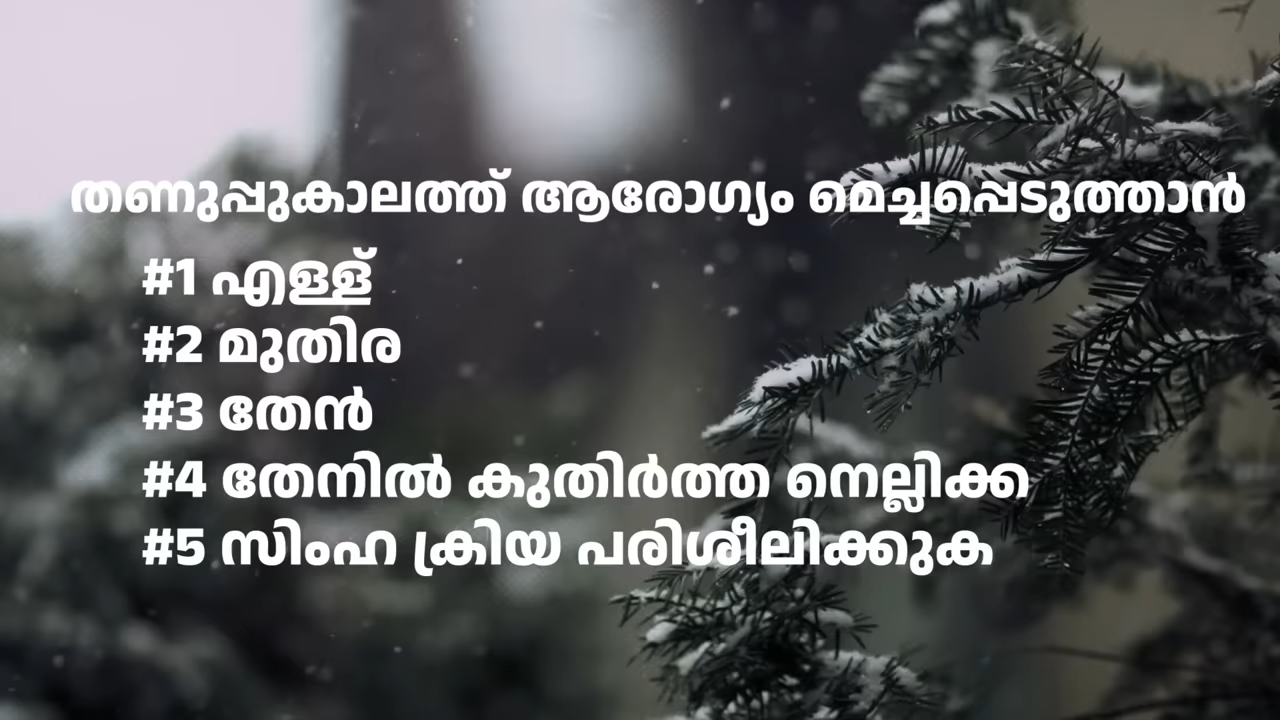 തണുപ്പുകാലത്ത് ആരോഗ്യം മെച്ചപ്പെടുത്താൻ
#1 എള്ള്
#2 മുതിര
#3 തേൻ
#4 തേനിൽ കുതിർത്ത നെല്ലിക്ക
#5 സിംഹ ക്രിയ പരിശീലിക്കുക